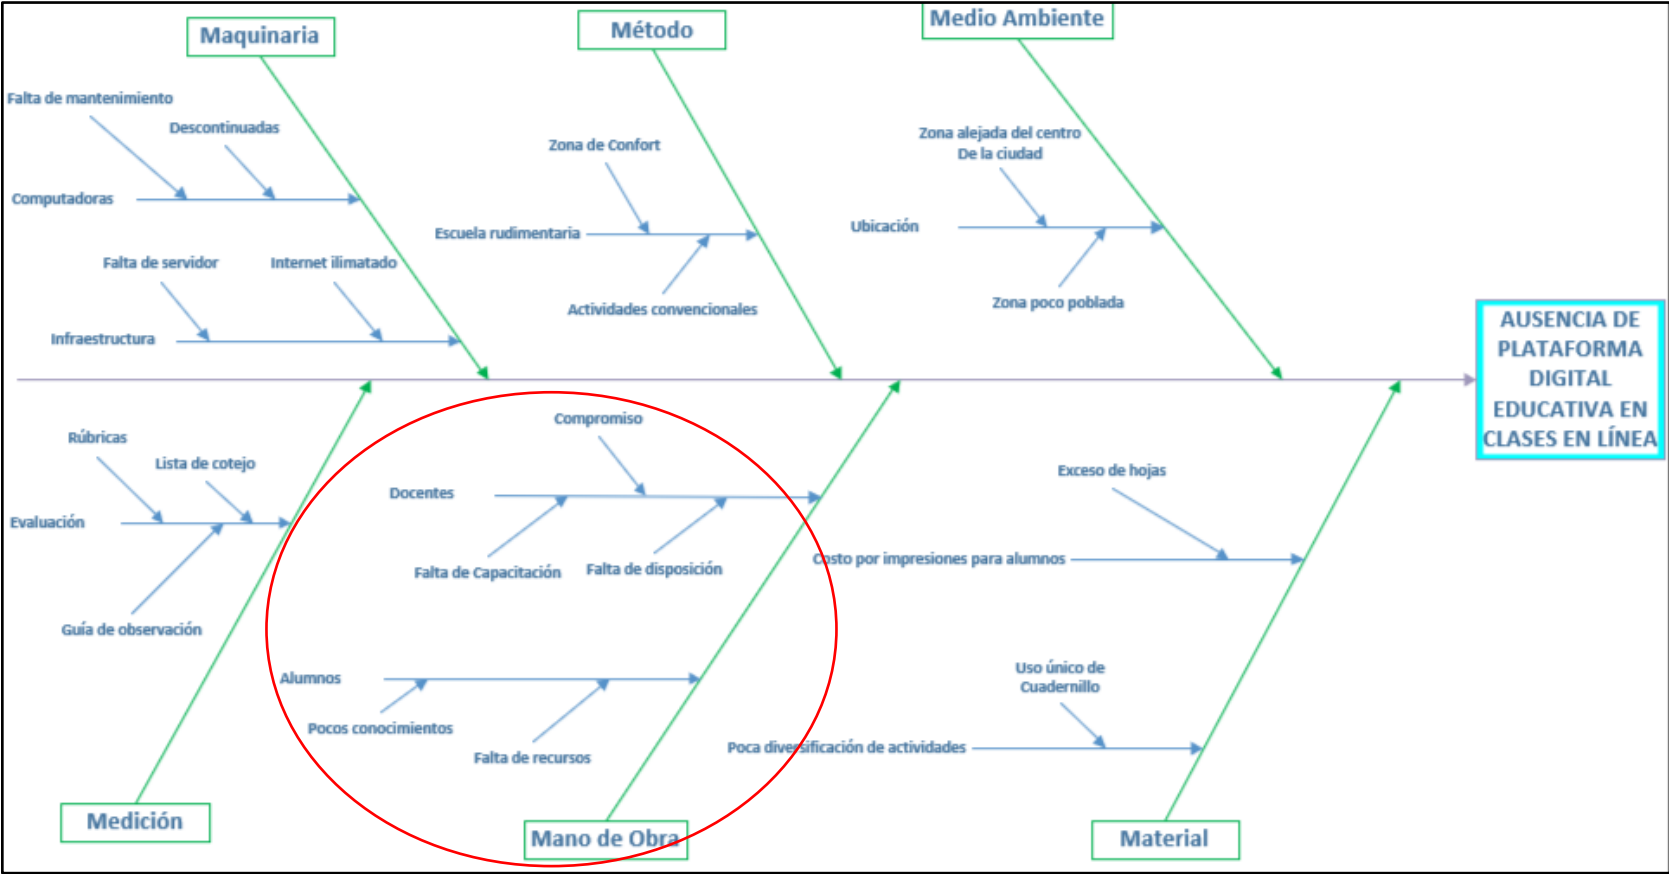 Maquinaria
Método
Medio Ambiente
Falta de mantenimiento
Descontinuadas
Computadoras
Falta de servidor
Internet ilimatado
Infraestructura
Zona de Confort
Escuela rudimentaria
Actividades convencionales
Zona alejada del centro
De la ciudad
Ubicación
Zona poco poblada
AUSENCIA DE
PLATAFORMA
DIGITAL
EDUCATIVA EN
CLASES EN LÍNEA
Rúbricas
Lista de cotejo
Evaluación
Guía de observación
Compromiso
Docentes
Falta de Capacitación
Falta de disposición
Alumnos
Pocos conocimientos
Falta de recursos
Exceso de hojas
Costo por impresiones para alumnos
Uso único de
Cuadernillo
Poca diversificación de actividades
Medición
Mano de Obra
Material